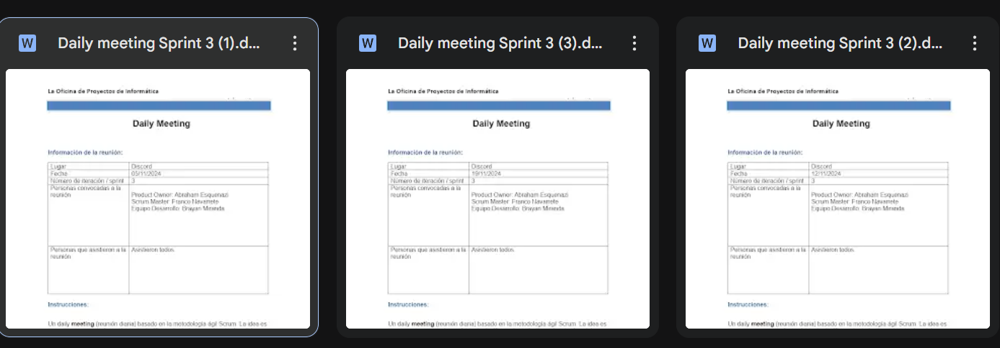 W Daily meeting Sprint 3 (1).d...
La Oficina de Proyectos de Informática
Daily Meeting
Información de la reunión:
Lugar Discord
Fecha 05/11/2024
Número de iteración / sprint 3
Personas convocadas a la reunión
Product Owner: Abraham Esquenazi
Scrum Master: Franco Navarrete
Equipo Desarrollo: Brayan Miranda
Personas que asistieron a la reunión
Asistieron todos.
Instrucciones:
Un daily meeting (reunión diaria) basado en la metodología ágil Scrum. La idea es
W Daily meeting Sprint 3 (3).d...
La Oficina de Proyectos de Informática
Daily Meeting
Información de la reunión:
Lugar Discord
Fecha 19/11/2024
Número de iteración / sprint 3
Personas convocadas a la reunión
Product Owner: Abraham Esquenazi
Scrum Master: Franco Navarrete
Equipo Desarrollo: Brayan Miranda
Personas que asistieron a la reunión
Asistieron todos.
Instrucciones:
Un daily meeting (reunión diaria) basado en la metodología ágil Scrum. La idea es
W Daily meeting Sprint 3 (2).d...
La Oficina de Proyectos de Informática
Daily Meeting
Información de la reunión:
Lugar Discord
Fecha 12/11/2024
Número de iteración / sprint 3
Personas convocadas a la reunión
Product Owner: Abraham Esquenazi
Scrum Master: Franco Navarrete
Equipo Desarrollo: Brayan Miranda
Personas que asistieron a la reunión
Asistieron todos.
Instrucciones:
Un daily meeting (reunión diaria) basado en la metodología ágil Scrum. La idea es